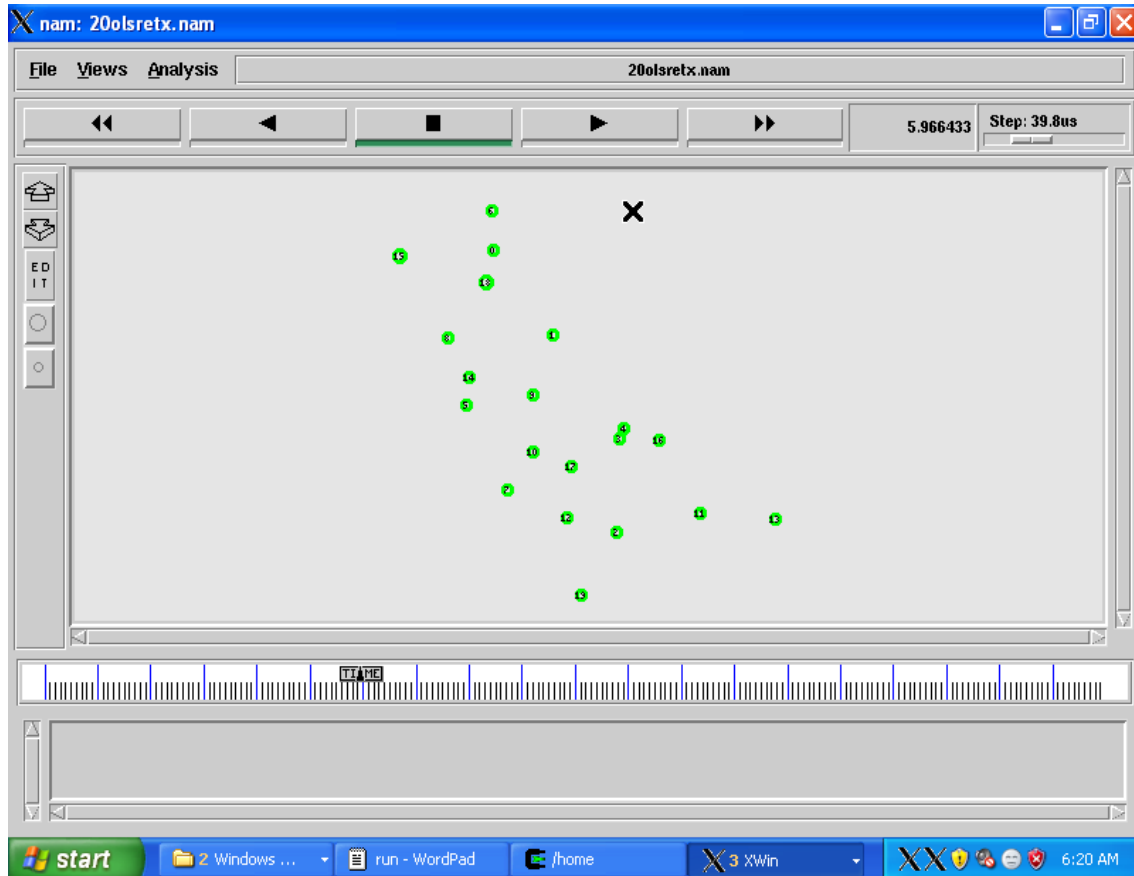 nam: 20olsretx.nam
File Views Analysis 20olsretx.nam
5.966433 Step: 39.8us
6
15 0
18
8 1
14
9
5
4
3 16
10
17
7
12 11 13
2
19
ED
IT
TIME
start 2 Windows ... run - WordPad /home 3 XWin 6:20 AM